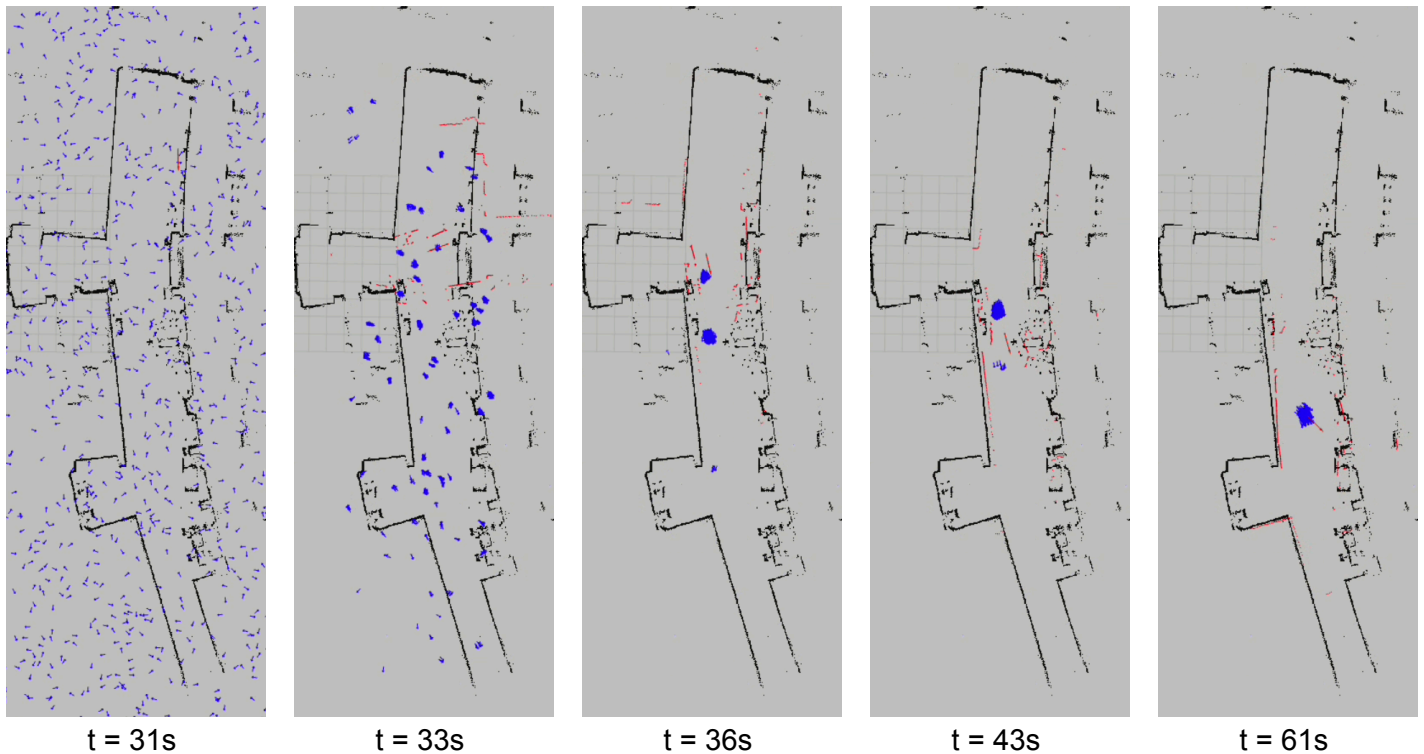 t = 31s
t = 33s
t = 36s
t = 43s
t = 61s